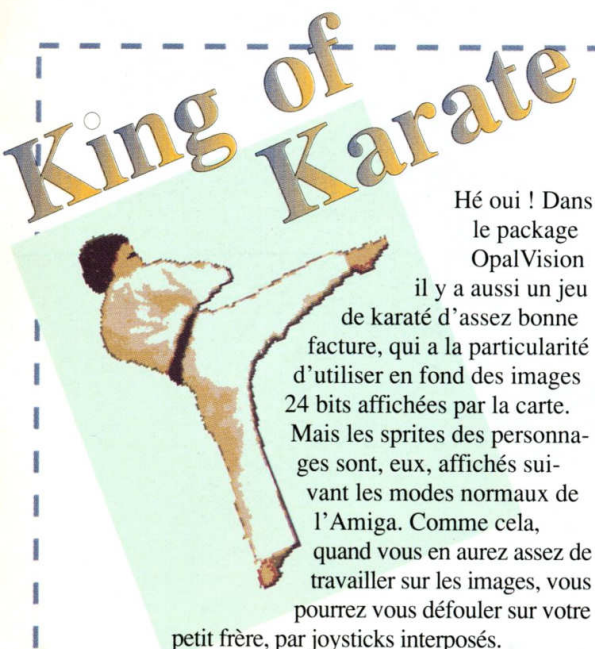 King of
Karate
Hé oui ! Dans
le package
OpalVision
il y a aussi un jeu
de karaté d'assez bonne
facture, qui a la particularité
d'utiliser en fond des images
24 bits affichées par la carte.
Mais les sprites des personna-
ges sont, eux, affichés sui-
vant les modes normaux de
l'Amiga. Comme cela,
quand vous en aurez assez de
travailler sur les images, vous
pourrez vous défouler sur votre
petit frère, par joysticks interposés.